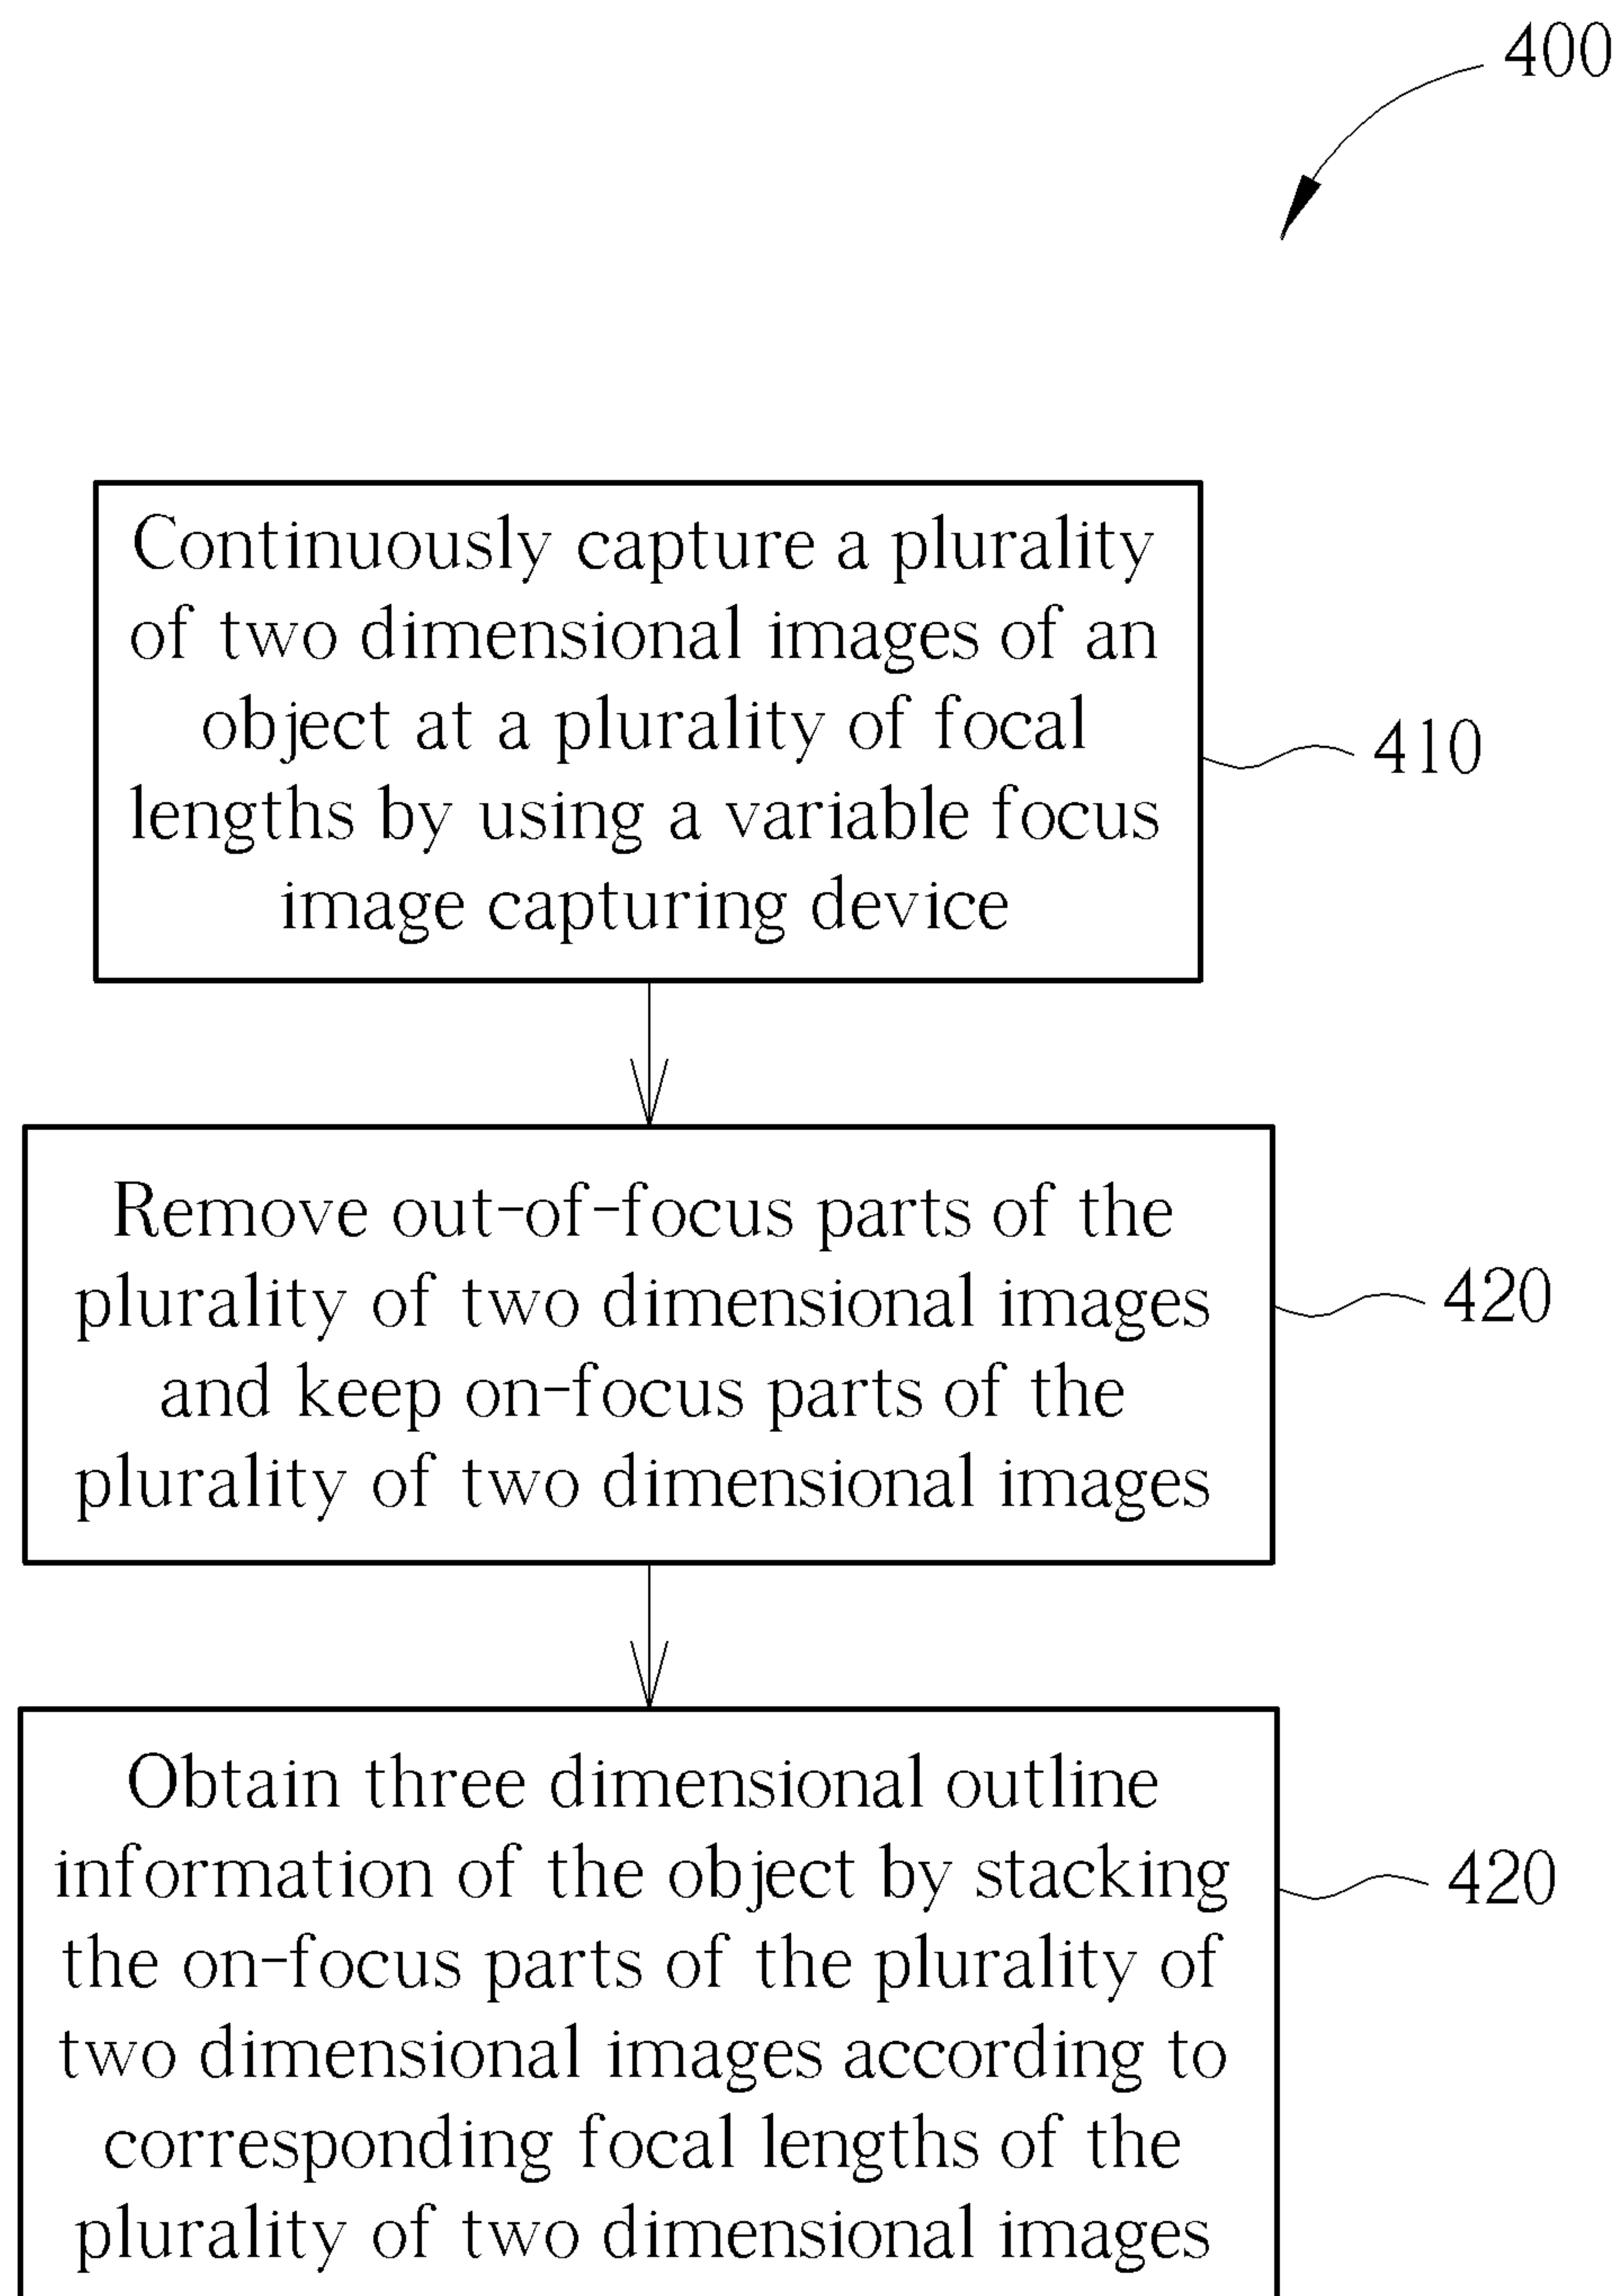 400
Continuously capture a plurality
of two dimensional images of an
object at a plurality of focal
lengths by using a variable focus
image capturing device
410
Remove out-of-focus parts of the
plurality of two dimensional images
and keep on-focus parts of the
plurality of two dimensional images
420
Obtain three dimensional outline
information of the object by stacking
the on-focus parts of the plurality of
two dimensional images according to
corresponding focal lengths of the
plurality of two dimensional images
420